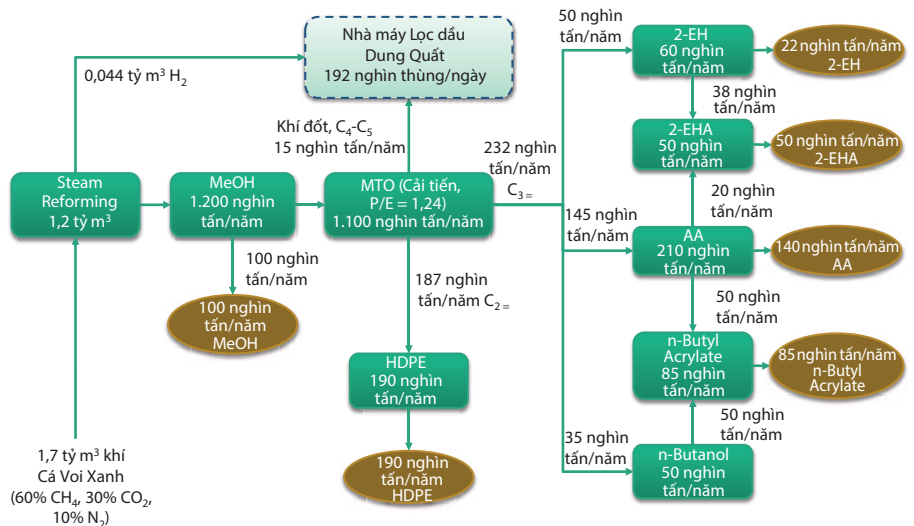 Nhà máy Lọc dầu
Dung Quất
192 nghìn thùng/ngày
0,044 tỷ m³ H₂
Khí đốt, C₄-C₅
15 nghìn tấn/năm
Steam
Reforming
1,2 tỷ m³
MeOH
1.200 nghìn
tấn/năm
MTO (Cải tiến,
P/E = 1,24)
1.100 nghìn tấn/năm
232 nghìn
tấn/năm
C₃₌
100 nghìn
tấn/năm
100 nghìn
tấn/năm
MeOH
187 nghìn
tấn/năm C₂₌
HDPE
190 nghìn
tấn/năm
190 nghìn
tấn/năm
HDPE
1,7 tỷ m³ khí
Cá Voi Xanh
(60% CH₄, 30% CO₂,
10% N₂)
50 nghìn
tấn/năm
2-EH
60 nghìn
tấn/năm
22 nghìn tấn/năm
2-EH
38 nghìn
tấn/năm
2-EHA
50 nghìn
tấn/năm
50 nghìn tấn/năm
2-EHA
20 nghìn
tấn/năm
145 nghìn
tấn/năm
AA
210 nghìn
tấn/năm
140 nghìn tấn/năm
AA
50 nghìn
tấn/năm
n-Butyl
Acrylate
85 nghìn
tấn/năm
85 nghìn tấn/năm
n-Butyl
Acrylate
50 nghìn
tấn/năm
35 nghìn
tấn/năm
n-Butanol
50 nghìn
tấn/năm